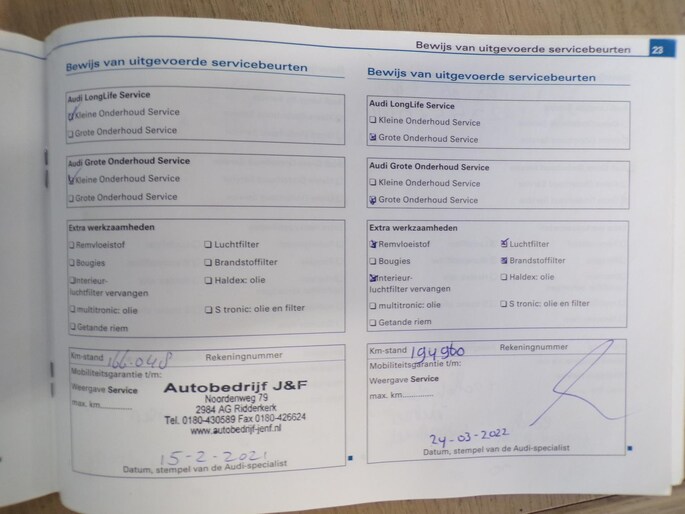 Bewijs van uitgevoerde servicebeurten 23
Bewijs van uitgevoerde servicebeurten
Audi LongLife Service
Kleine Onderhoud Service
Grote Onderhoud Service
Audi Grote Onderhoud Service
Kleine Onderhoud Service
Grote Onderhoud Service
Extra werkzaamheden
Remvloeistof Luchtfilter
Bougies Brandstoffilter
Interieur- Haldex: olie
luchtfilter vervangen
multitronic: olie S tronic: olie en filter
Getande riem
Km-stand 166-048 Rekeningnummer
Mobiliteitsgarantie t/m:
Weergave Service
max. km............
Autobedrijf J&F
Noordenweg 79
2984 AG Ridderkerk
Tel. 0180-430589 Fax 0180-426624
www.autobedrijf-jenf.nl
15-2-2021
Datum, stempel van de Audi-specialist
Bewijs van uitgevoerde servicebeurten
Audi LongLife Service
Kleine Onderhoud Service
Grote Onderhoud Service
Audi Grote Onderhoud Service
Kleine Onderhoud Service
Grote Onderhoud Service
Extra werkzaamheden
Remvloeistof Luchtfilter
Bougies Brandstoffilter
Interieur- Haldex: olie
luchtfilter vervangen
multitronic: olie S tronic: olie en filter
Getande riem
Km-stand 194960 Rekeningnummer
Mobiliteitsgarantie t/m:
Weergave Service
max. km............
24-03-2022
Datum, stempel van de Audi-specialist